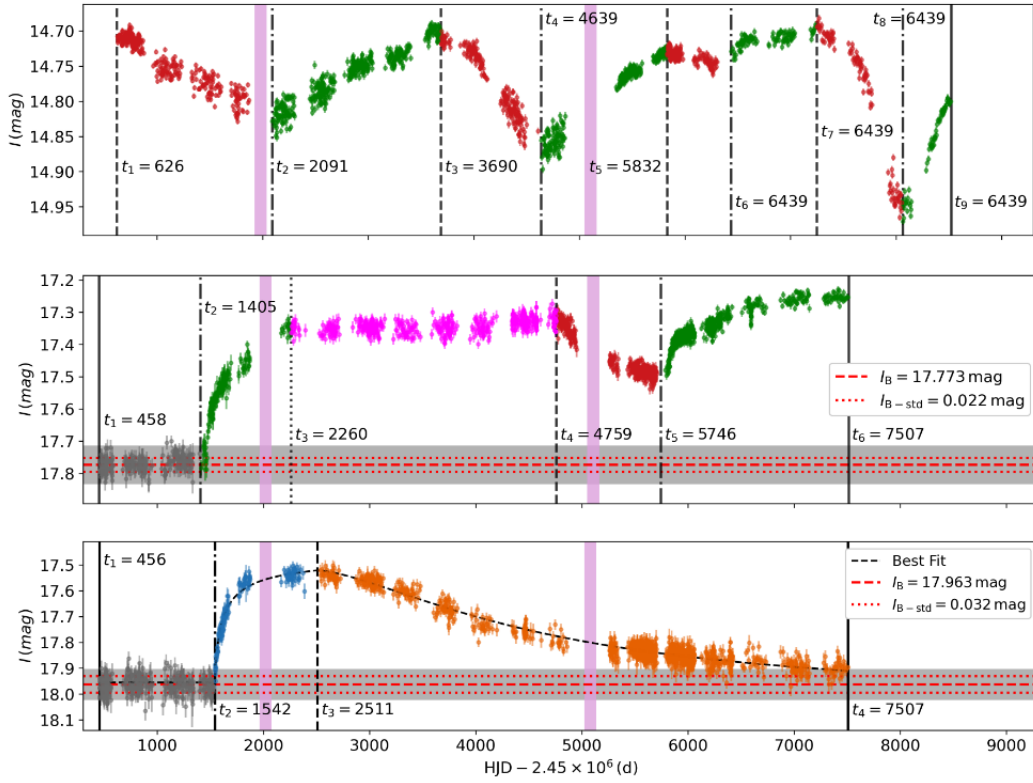 14.70
14.75
14.80
14.85
14.90
14.95
I (mag)
t₁ = 626
t₂ = 2091
t₃ = 3690
t₄ = 4639
t₅ = 5832
t₆ = 6439
t₇ = 6439
t₈ = 6439
t₉ = 6439
17.2
17.3
17.4
17.5
17.6
17.7
17.8
I (mag)
t₁ = 458
t₂ = 1405
t₃ = 2260
t₄ = 4759
t₅ = 5746
t₆ = 7507
I_B = 17.773 mag
I_B−std = 0.022 mag
17.5
17.6
17.7
17.8
17.9
18.0
18.1
I (mag)
t₁ = 456
t₂ = 1542
t₃ = 2511
t₄ = 7507
Best Fit
I_B = 17.963 mag
I_B−std = 0.032 mag
1000 2000 3000 4000 5000 6000 7000 8000 9000
HJD − 2.45 × 10⁶ (d)